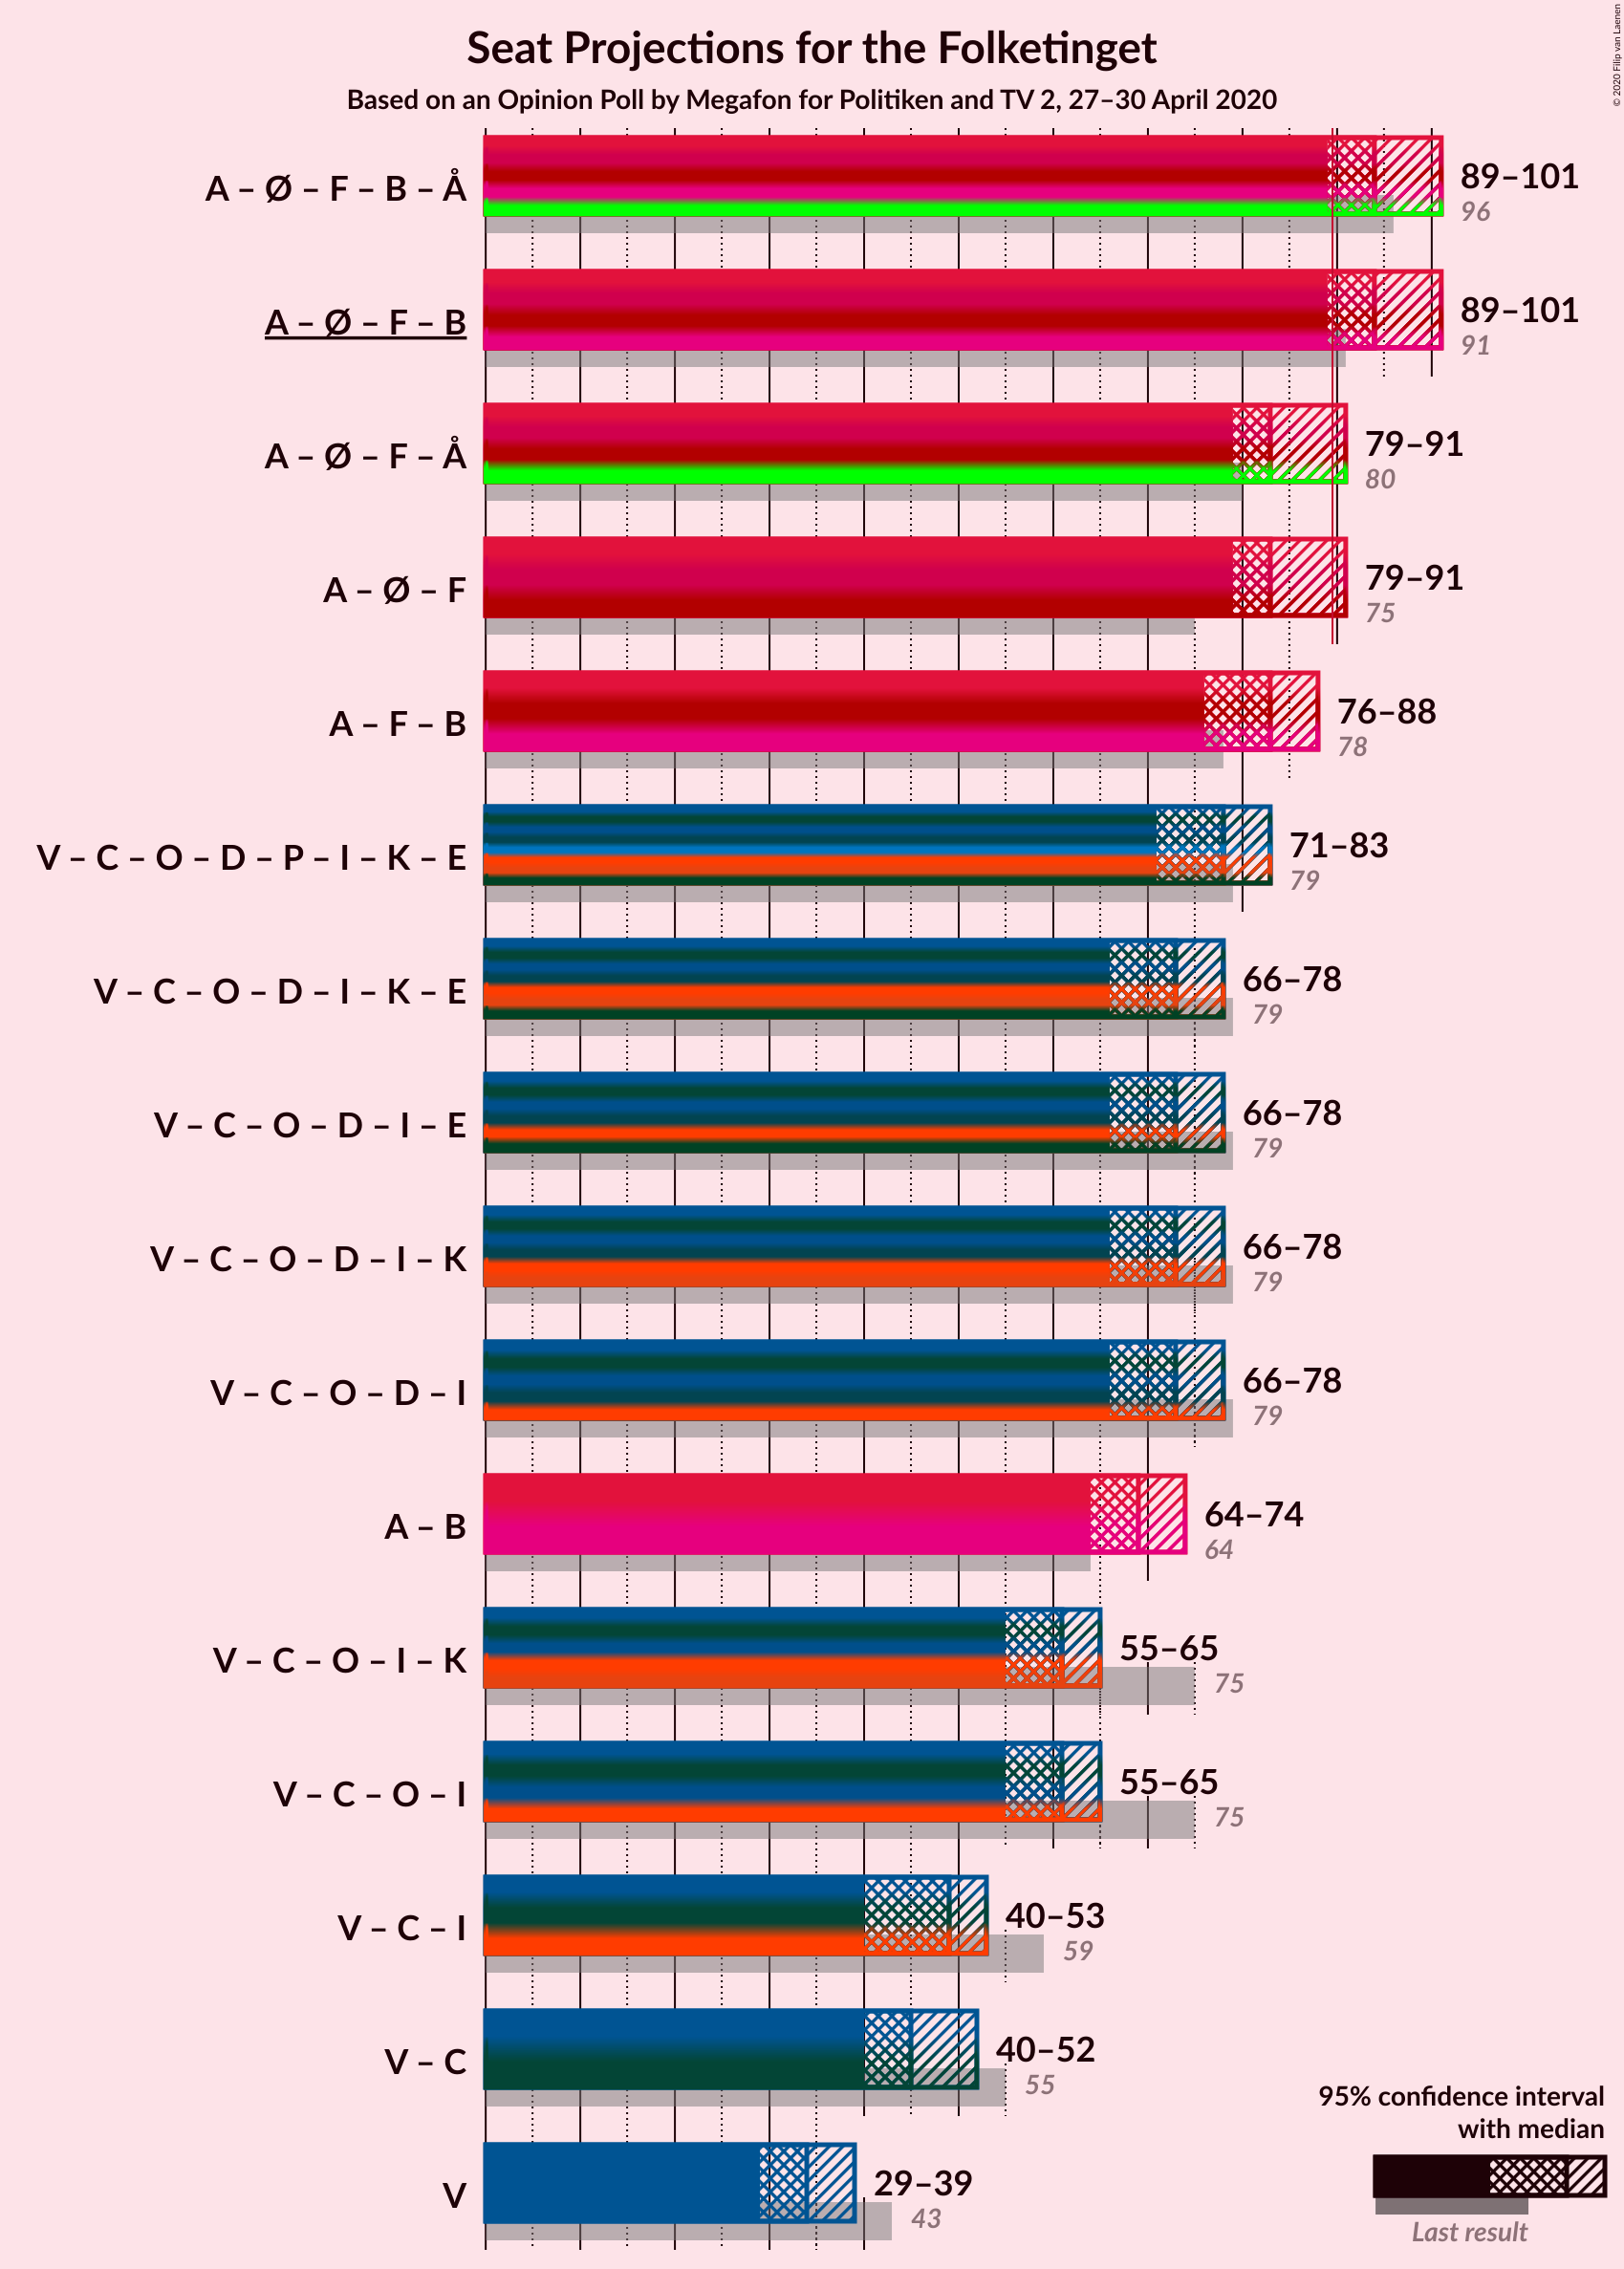 © 2020 Filip van Laenen
Seat Projections for the Folketinget
Based on an Opinion Poll by Megafon for Politiken and TV 2, 27–30 April 2020
A – Ø – F – B – Å
89–101
96
A – Ø – F – B
89–101
91
A – Ø – F – Å
79–91
80
A – Ø – F
79–91
75
A – F – B
76–88
78
V – C – O – D – P – I – K – E
71–83
79
V – C – O – D – I – K – E
66–78
79
V – C – O – D – I – E
66–78
79
V – C – O – D – I – K
66–78
79
V – C – O – D – I
66–78
79
A – B
64–74
64
V – C – O – I – K
55–65
75
V – C – O – I
55–65
75
V – C – I
40–53
59
V – C
40–52
55
V
29–39
43
95% confidence interval
with median
Last result